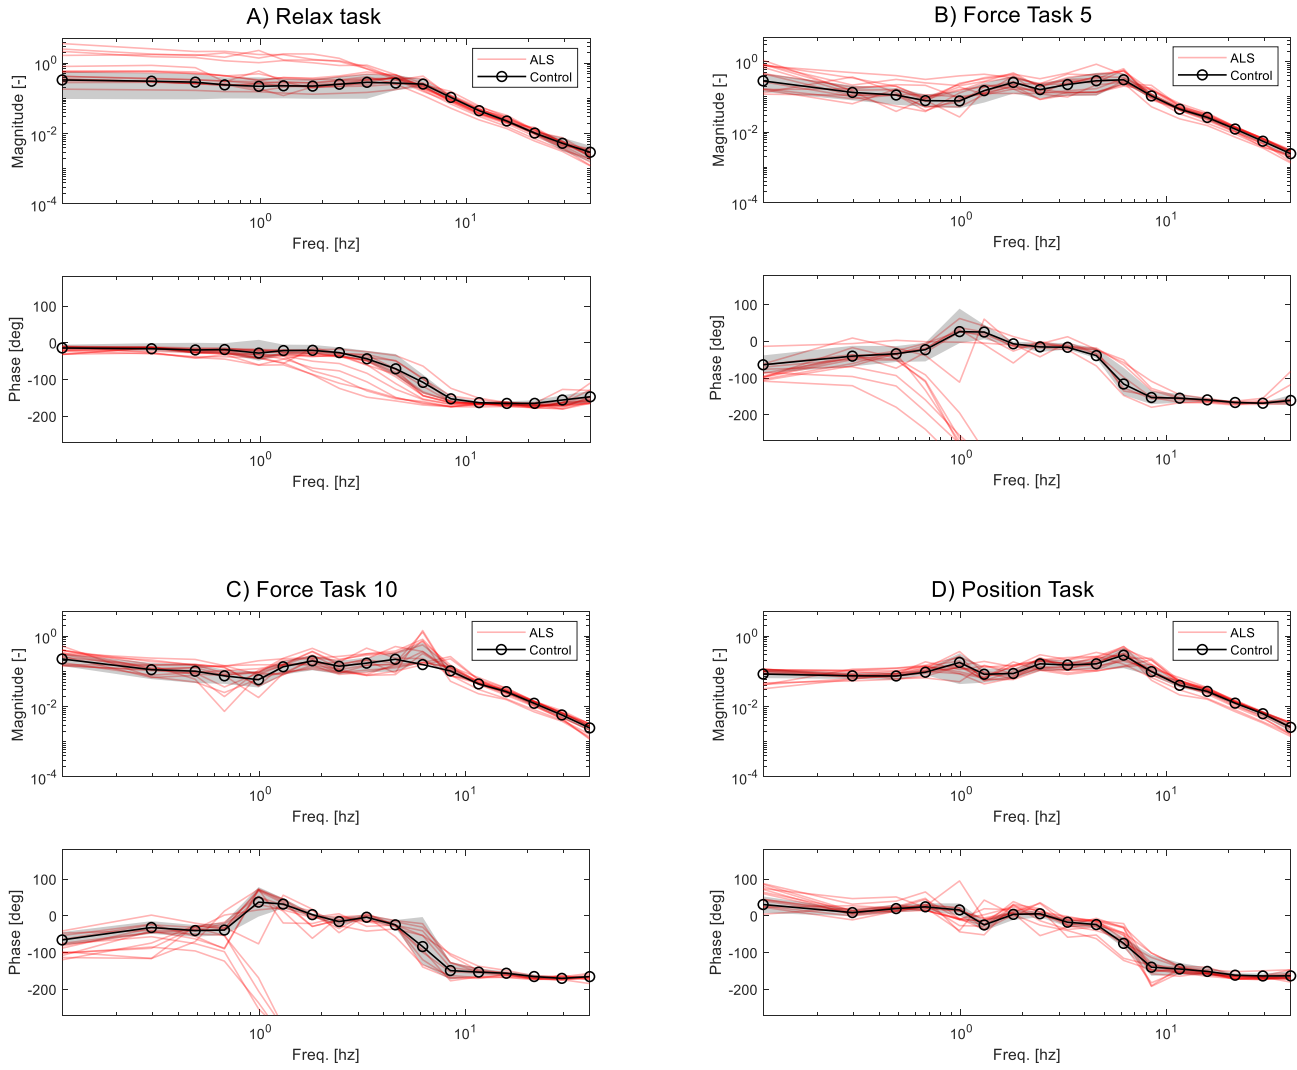 A) Relax task
10^0
10^-2
10^-4
Magnitude [-]
ALS
Control
10^0
10^1
Freq. [hz]
100
0
-100
-200
Phase [deg]
10^0
10^1
Freq. [hz]
B) Force Task 5
10^0
10^-2
10^-4
Magnitude [-]
ALS
Control
10^0
10^1
Freq. [hz]
100
0
-100
-200
Phase [deg]
10^0
10^1
Freq. [hz]
C) Force Task 10
10^0
10^-2
10^-4
Magnitude [-]
ALS
Control
10^0
10^1
Freq. [hz]
100
0
-100
-200
Phase [deg]
10^0
10^1
Freq. [hz]
D) Position Task
10^0
10^-2
10^-4
Magnitude [-]
ALS
Control
10^0
10^1
Freq. [hz]
100
0
-100
-200
Phase [deg]
10^0
10^1
Freq. [hz]